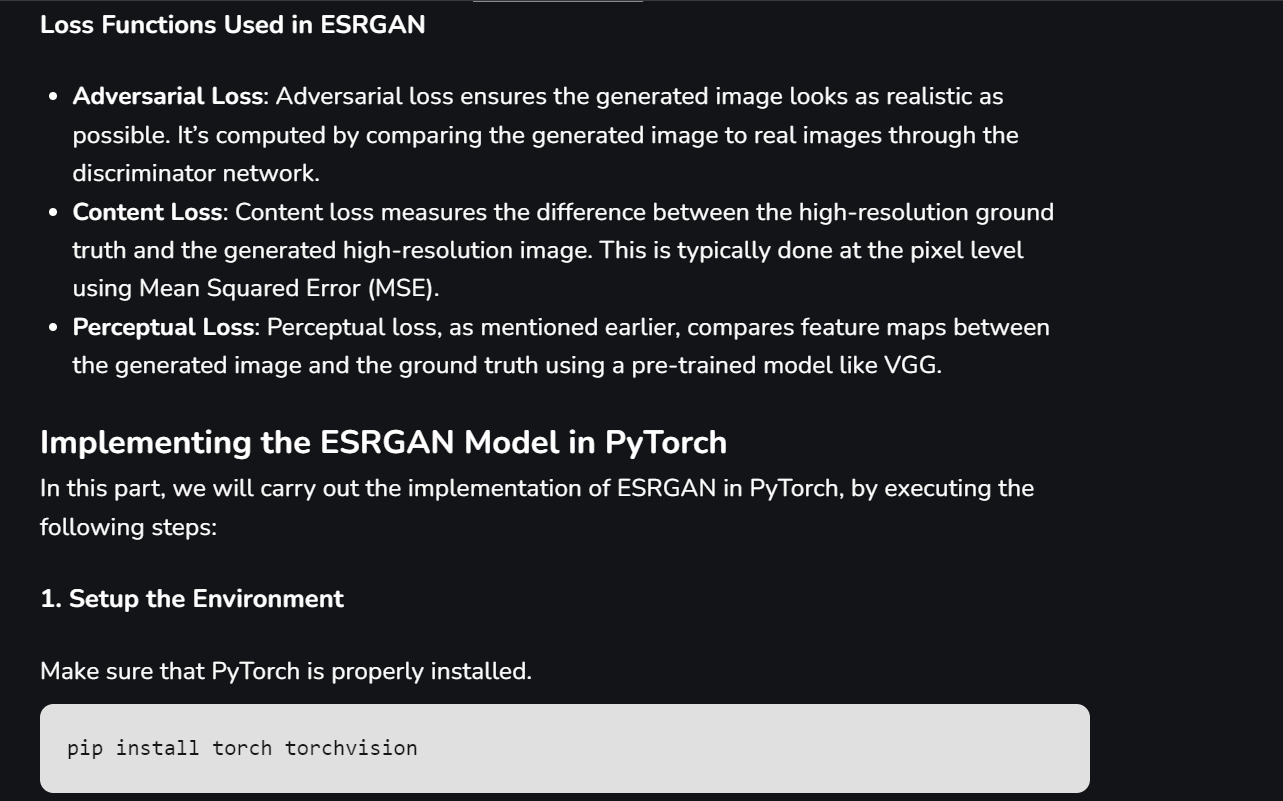 Loss Functions Used in ESRGAN
• Adversarial Loss: Adversarial loss ensures the generated image looks as realistic as
possible. It’s computed by comparing the generated image to real images through the
discriminator network.
• Content Loss: Content loss measures the difference between the high-resolution ground
truth and the generated high-resolution image. This is typically done at the pixel level
using Mean Squared Error (MSE).
• Perceptual Loss: Perceptual loss, as mentioned earlier, compares feature maps between
the generated image and the ground truth using a pre-trained model like VGG.
Implementing the ESRGAN Model in PyTorch
In this part, we will carry out the implementation of ESRGAN in PyTorch, by executing the
following steps:
1. Setup the Environment
Make sure that PyTorch is properly installed.
pip install torch torchvision